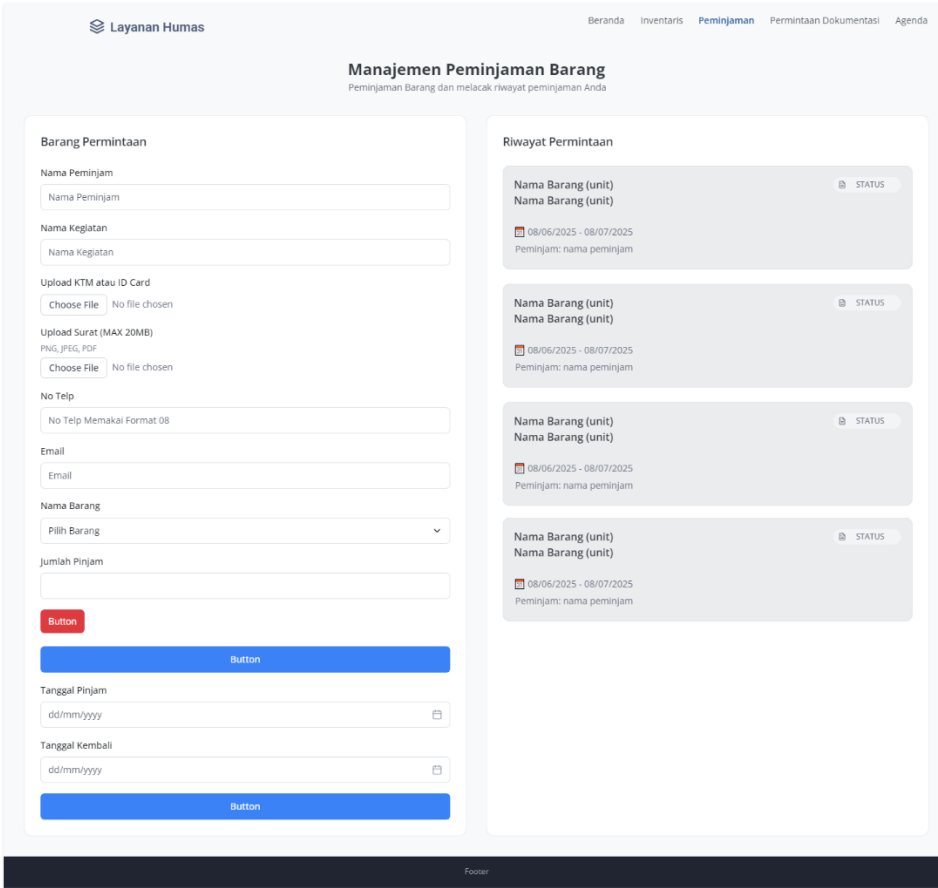 Layanan Humas
Beranda Inventaris Peminjaman Permintaan Dokumentasi Agenda
Manajemen Peminjaman Barang
Peminjaman Barang dan melacak riwayat peminjaman Anda
Barang Permintaan
Nama Peminjam
Nama Peminjam
Nama Kegiatan
Nama Kegiatan
Upload KTM atau ID Card
Choose File No file chosen
Upload Surat (MAX 20MB)
PNG, JPEG, PDF
Choose File No file chosen
No Telp
No Telp Memakai Format 08
Email
Email
Nama Barang
Pilih Barang
Jumlah Pinjam
Button
Button
Tanggal Pinjam
dd/mm/yyyy
Tanggal Kembali
dd/mm/yyyy
Button
Riwayat Permintaan
Nama Barang (unit) STATUS
Nama Barang (unit)
08/06/2025 - 08/07/2025
Peminjam: nama peminjam
Nama Barang (unit) STATUS
Nama Barang (unit)
08/06/2025 - 08/07/2025
Peminjam: nama peminjam
Nama Barang (unit) STATUS
Nama Barang (unit)
08/06/2025 - 08/07/2025
Peminjam: nama peminjam
Nama Barang (unit) STATUS
Nama Barang (unit)
08/06/2025 - 08/07/2025
Peminjam: nama peminjam
Footer